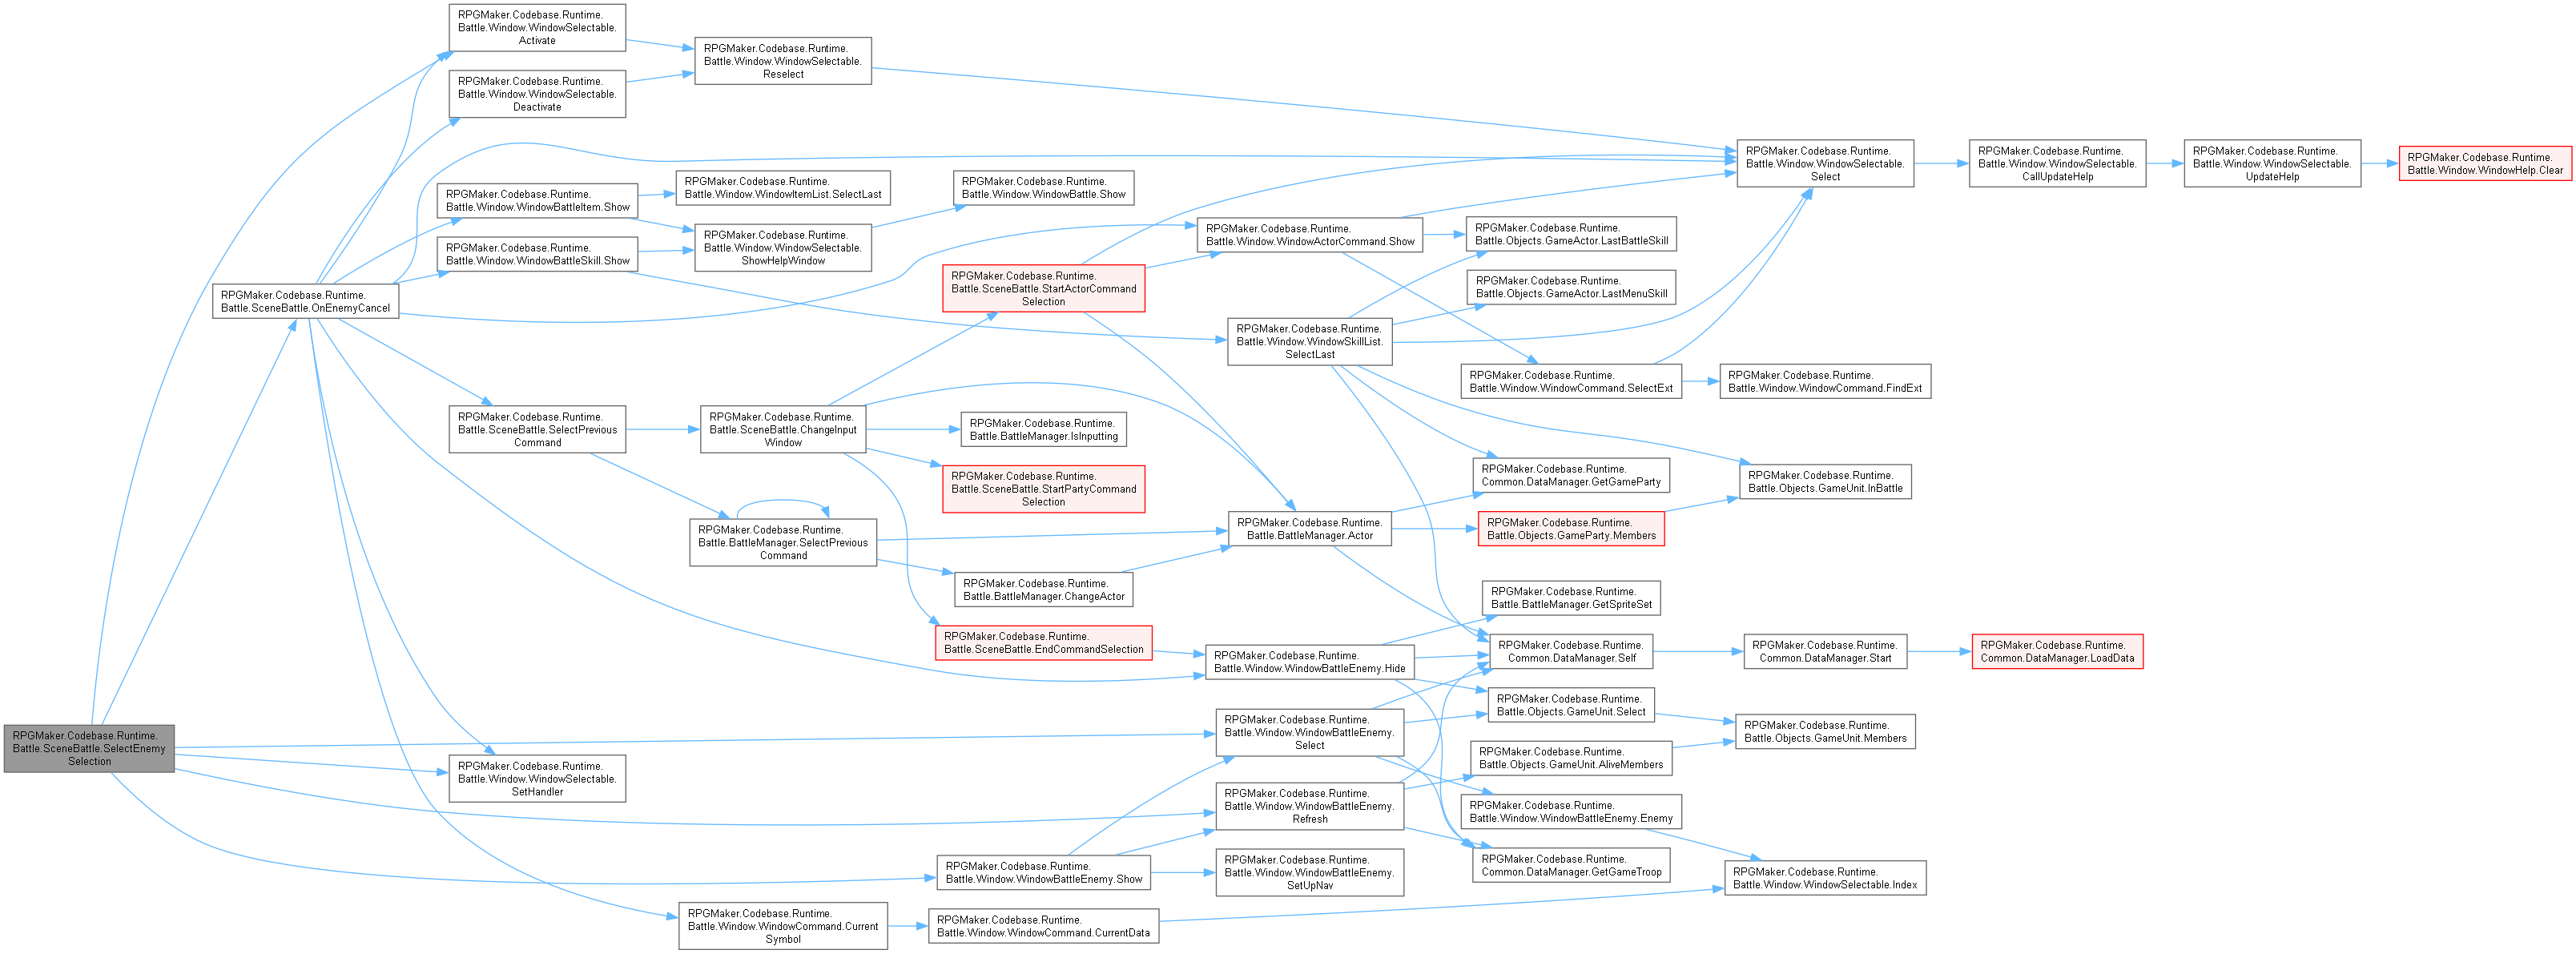 RPGMaker.Codebase.Runtime.
Battle.SceneBattle.SelectEnemy
Selection
RPGMaker.Codebase.Runtime.
Battle.SceneBattle.OnEnemyCancel
RPGMaker.Codebase.Runtime.
Battle.Window.WindowSelectable.
Activate
RPGMaker.Codebase.Runtime.
Battle.Window.WindowSelectable.
Deactivate
RPGMaker.Codebase.Runtime.
Battle.Window.WindowBattleItem.Show
RPGMaker.Codebase.Runtime.
Battle.Window.WindowBattleSkill.Show
RPGMaker.Codebase.Runtime.
Battle.SceneBattle.SelectPrevious
Command
RPGMaker.Codebase.Runtime.
Battle.Window.WindowSelectable.
SetHandler
RPGMaker.Codebase.Runtime.
Battle.Window.WindowSelectable.
Reselect
RPGMaker.Codebase.Runtime.
Battle.Window.WindowItemList.SelectLast
RPGMaker.Codebase.Runtime.
Battle.Window.WindowSelectable.
ShowHelpWindow
RPGMaker.Codebase.Runtime.
Battle.SceneBattle.ChangeInput
Window
RPGMaker.Codebase.Runtime.
Battle.BattleManager.SelectPrevious
Command
RPGMaker.Codebase.Runtime.
Battle.Window.WindowCommand.Current
Symbol
RPGMaker.Codebase.Runtime.
Battle.Window.WindowBattle.Show
RPGMaker.Codebase.Runtime.
Battle.SceneBattle.StartActorCommand
Selection
RPGMaker.Codebase.Runtime.
Battle.BattleManager.IsInputting
RPGMaker.Codebase.Runtime.
Battle.SceneBattle.StartPartyCommand
Selection
RPGMaker.Codebase.Runtime.
Battle.BattleManager.ChangeActor
RPGMaker.Codebase.Runtime.
Battle.SceneBattle.EndCommandSelection
RPGMaker.Codebase.Runtime.
Battle.Window.WindowBattleEnemy.Show
RPGMaker.Codebase.Runtime.
Battle.Window.WindowCommand.CurrentData
RPGMaker.Codebase.Runtime.
Battle.Window.WindowActorCommand.Show
RPGMaker.Codebase.Runtime.
Battle.Window.WindowSkillList.
SelectLast
RPGMaker.Codebase.Runtime.
Battle.BattleManager.Actor
RPGMaker.Codebase.Runtime.
Battle.Window.WindowBattleEnemy.Hide
RPGMaker.Codebase.Runtime.
Battle.Window.WindowBattleEnemy.
Select
RPGMaker.Codebase.Runtime.
Battle.Window.WindowBattleEnemy.
Refresh
RPGMaker.Codebase.Runtime.
Battle.Window.WindowBattleEnemy.
SetUpNav
RPGMaker.Codebase.Runtime.
Battle.Objects.GameActor.LastBattleSkill
RPGMaker.Codebase.Runtime.
Battle.Objects.GameActor.LastMenuSkill
RPGMaker.Codebase.Runtime.
Battle.Window.WindowCommand.SelectExt
RPGMaker.Codebase.Runtime.
Common.DataManager.GetGameParty
RPGMaker.Codebase.Runtime.
Battle.Objects.GameParty.Members
RPGMaker.Codebase.Runtime.
Battle.BattleManager.GetSpriteSet
RPGMaker.Codebase.Runtime.
Common.DataManager.Self
RPGMaker.Codebase.Runtime.
Battle.Objects.GameUnit.Select
RPGMaker.Codebase.Runtime.
Battle.Objects.GameUnit.AliveMembers
RPGMaker.Codebase.Runtime.
Battle.Window.WindowBattleEnemy.Enemy
RPGMaker.Codebase.Runtime.
Common.DataManager.GetGameTroop
RPGMaker.Codebase.Runtime.
Battle.Window.WindowSelectable.
Select
RPGMaker.Codebase.Runtime.
Battle.Window.WindowCommand.FindExt
RPGMaker.Codebase.Runtime.
Battle.Objects.GameUnit.InBattle
RPGMaker.Codebase.Runtime.
Common.DataManager.Start
RPGMaker.Codebase.Runtime.
Battle.Objects.GameUnit.Members
RPGMaker.Codebase.Runtime.
Battle.Window.WindowSelectable.Index
RPGMaker.Codebase.Runtime.
Battle.Window.WindowSelectable.
CallUpdateHelp
RPGMaker.Codebase.Runtime.
Common.DataManager.LoadData
RPGMaker.Codebase.Runtime.
Battle.Window.WindowSelectable.
UpdateHelp
RPGMaker.Codebase.Runtime.
Battle.Window.WindowHelp.Clear